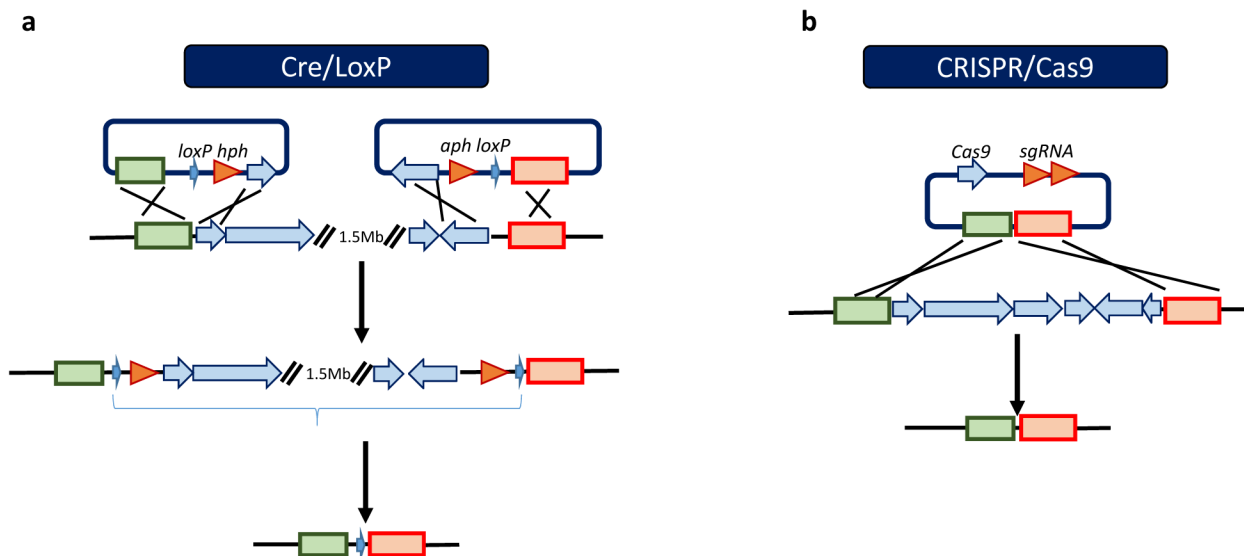 a
Cre/LoxP
loxP hph
aph loxP
1.5Mb
1.5Mb
b
CRISPR/Cas9
Cas9
sgRNA